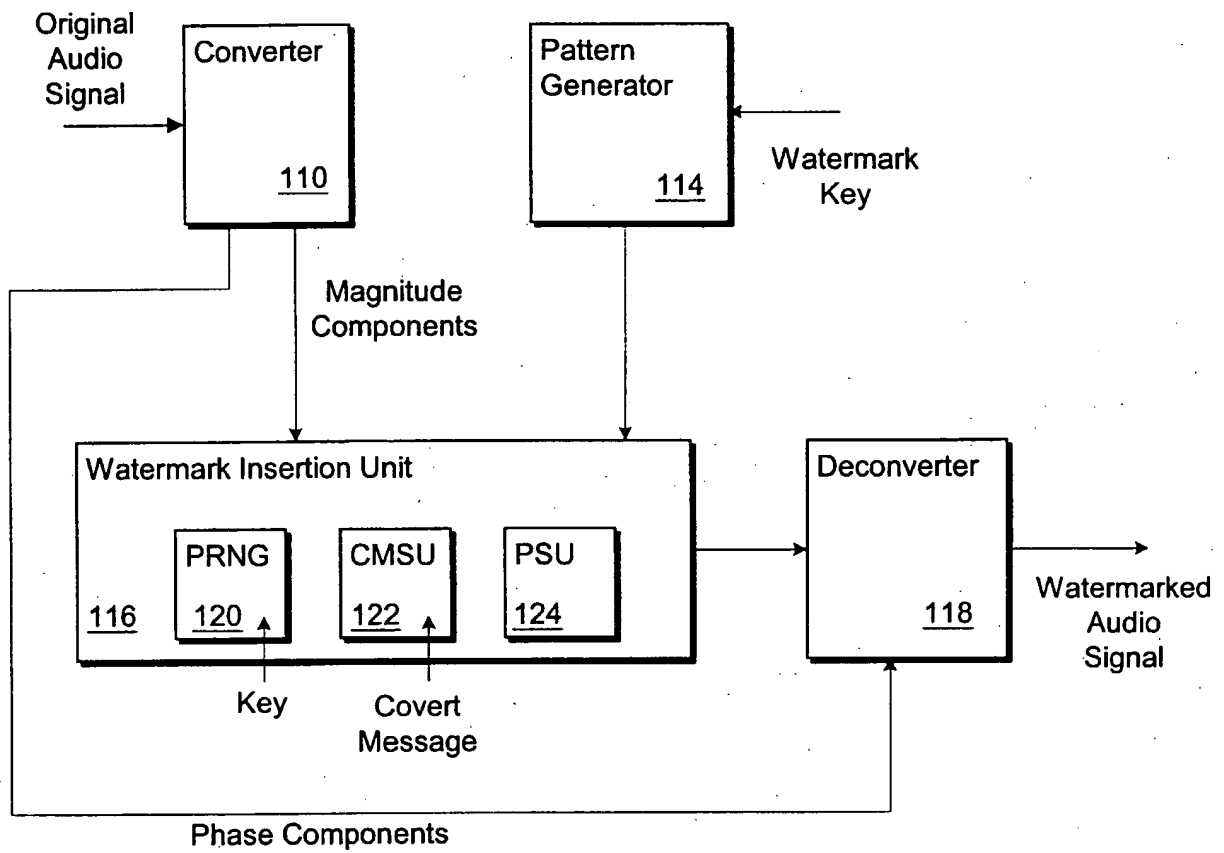 Original
Audio
Signal
Converter
110
Pattern
Generator
114
Watermark
Key
Magnitude
Components
Watermark Insertion Unit
116
PRNG
120
CMSU
122
PSU
124
Key
Covert
Message
Deconverter
118
Watermarked
Audio
Signal
Phase Components